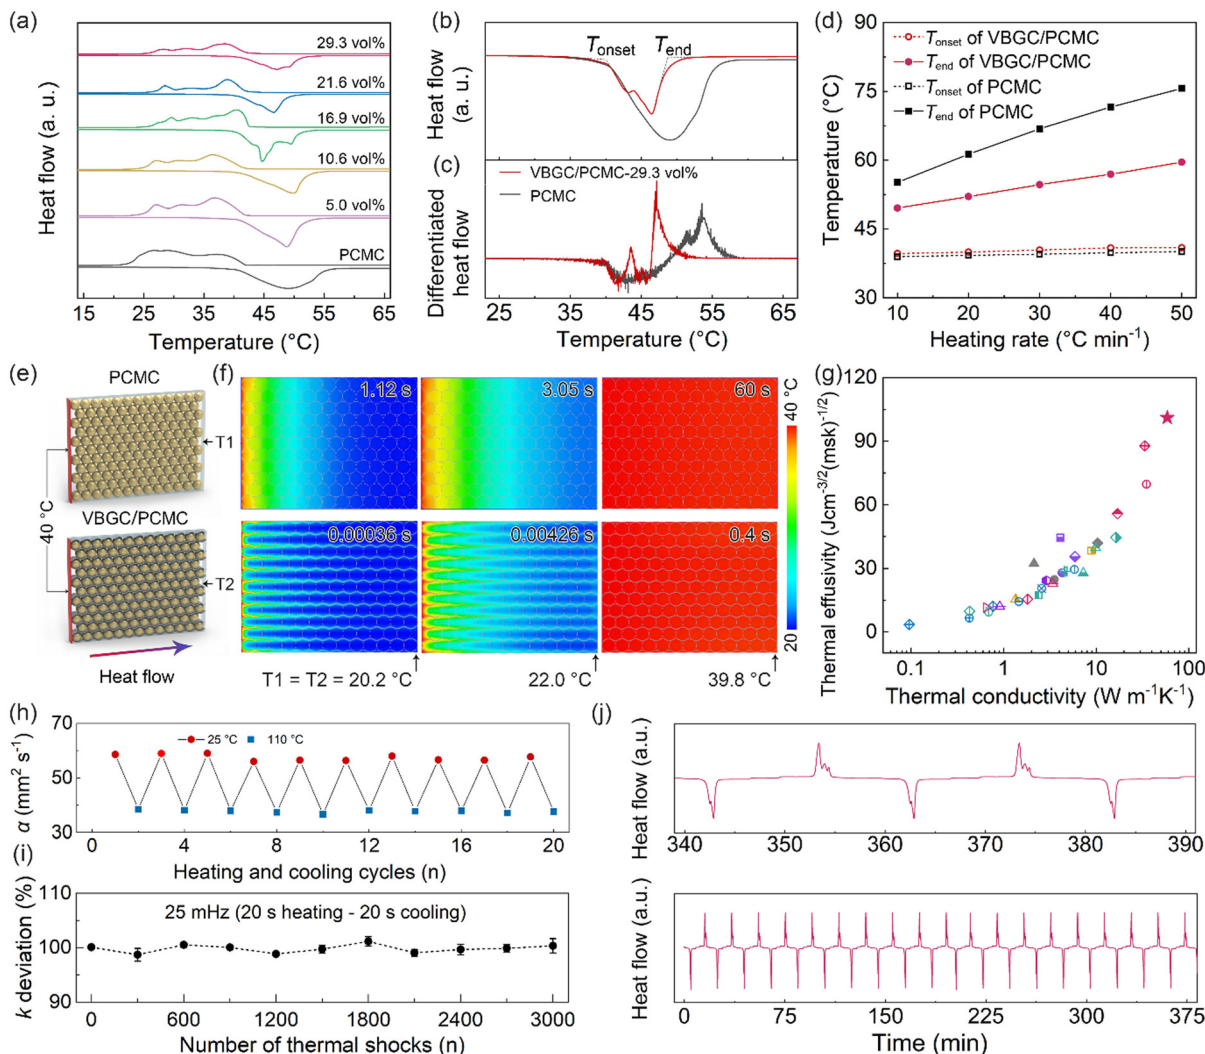 (a)
29.3 vol%
21.6 vol%
16.9 vol%
10.6 vol%
5.0 vol%
PCMC
Heat flow (a. u.)
15 25 35 45 55 65
Temperature (°C)
(b)
Tonset
Tend
Heat flow
(a. u.)
(c)
VBGC/PCMC-29.3 vol%
PCMC
Differentiated
heat flow
25 35 45 55 65
Temperature (°C)
(d)
90
75
60
45
30
Temperature
(°C)
Tonset of VBGC/PCMC
Tend of VBGC/PCMC
Tonset of PCMC
Tend of PCMC
10 20 30 40 50
Heating rate (°C min-1)
(e)
PCMC
T1
40 °C
VBGC/PCMC
T2
Heat flow
(f)
1.12 s
3.05 s
60 s
0.00036 s
0.00426 s
0.4 s
40 °C
20
T1 = T2 = 20.2 °C
22.0 °C
39.8 °C
(g)
120
90
60
30
0
Thermal effusivity (Jcm-3/2(msk)-1/2)
0.1 1 10 100
Thermal conductivity (W m-1K-1)
(h)
70
50
30
α (mm2 s-1)
25 °C 110 °C
0 4 8 12 16 20
Heating and cooling cycles (n)
(i)
110
100
90
k deviation (%)
25 mHz (20 s heating - 20 s cooling)
0 600 1200 1800 2400 3000
Number of thermal shocks (n)
(j)
Heat flow (a.u.)
340 350 360 370 380 390
Heat flow (a.u.)
0 75 150 225 300 375
Time (min)